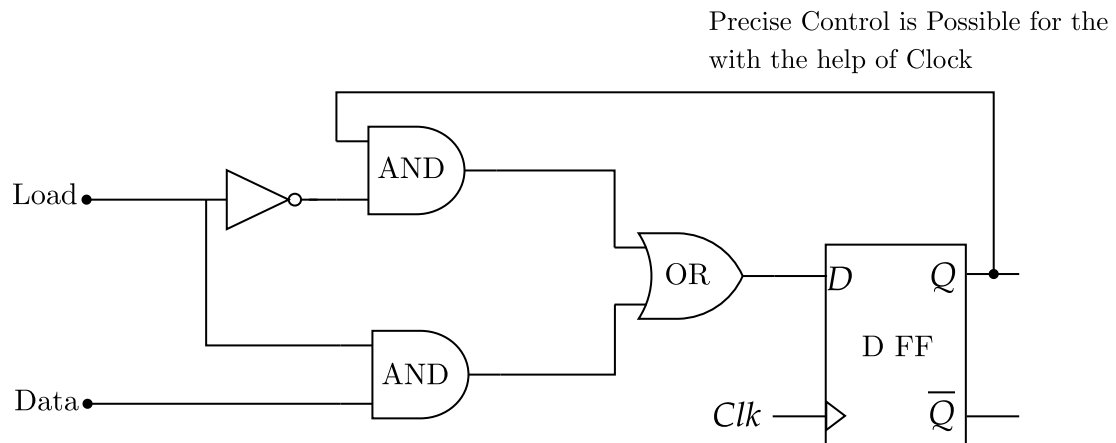 Precise Control is Possible for the
with the help of Clock
AND
Load
OR
D
Q
D FF
AND
Data
Clk
Q̅